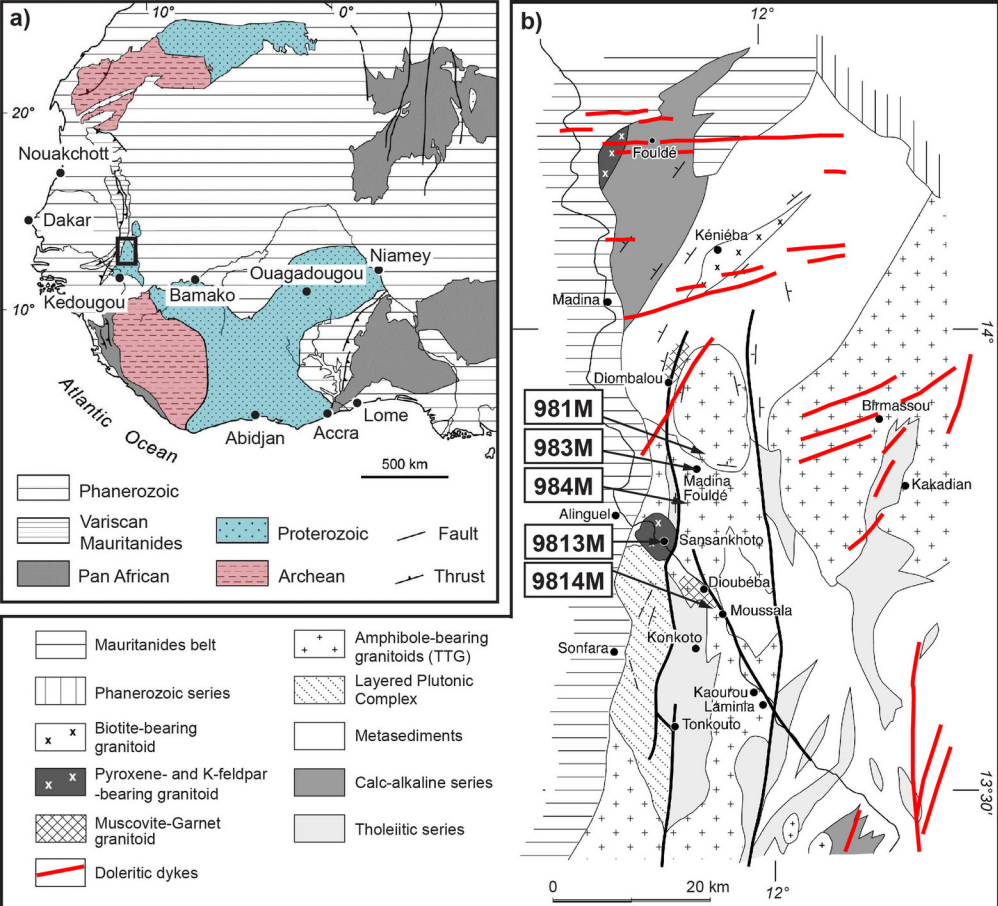 a)
10°
0°
20°
Nouakchott
Dakar
Kedougou
Bamako
Ouagadougou
Niamey
10°
Atlantic Ocean
Abidjan
Accra
Lome
500 km
Phanerozoic
Variscan
Mauritanides
Pan African
Proterozoic
Archean
Fault
Thrust
Mauritanides belt
Phanerozoic series
Biotite-bearing
granitoid
Pyroxene- and K-feldpar
-bearing granitoid
Muscovite-Garnet
granitoid
Doleritic dykes
Amphibole-bearing
granitoids (TTG)
Layered Plutonic
Complex
Metasediments
Calc-alkaline series
Tholeiitic series
b)
12°
Fouldé
Kéniéba
Madina
14°
Diombalou
981M
983M
984M
9813M
9814M
Birmassou
Madina
Fouldé
Kakadian
Alinguel
Sansankhoto
Dioubéba
Moussala
Konkoto
Sonfara
Kaourou
Laminia
Tonkouto
13°30
0
20 km
12°